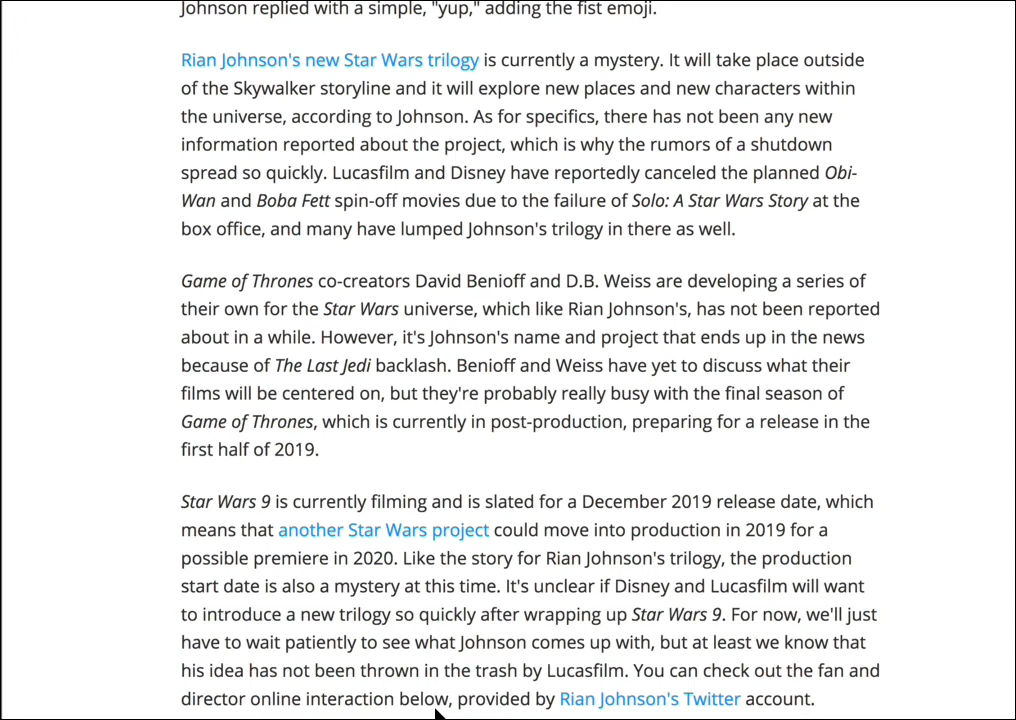 Johnson replied with a simple, "yup," adding the fist emoji.
Rian Johnson's new Star Wars trilogy is currently a mystery. It will take place outside
of the Skywalker storyline and it will explore new places and new characters within
the universe, according to Johnson. As for specifics, there has not been any new
information reported about the project, which is why the rumors of a shutdown
spread so quickly. Lucasfilm and Disney have reportedly canceled the planned Obi-
Wan and Boba Fett spin-off movies due to the failure of Solo: A Star Wars Story at the
box office, and many have lumped Johnson's trilogy in there as well.
Game of Thrones co-creators David Benioff and D.B. Weiss are developing a series of
their own for the Star Wars universe, which like Rian Johnson's, has not been reported
about in a while. However, it's Johnson's name and project that ends up in the news
because of The Last Jedi backlash. Benioff and Weiss have yet to discuss what their
films will be centered on, but they're probably really busy with the final season of
Game of Thrones, which is currently in post-production, preparing for a release in the
first half of 2019.
Star Wars 9 is currently filming and is slated for a December 2019 release date, which
means that another Star Wars project could move into production in 2019 for a
possible premiere in 2020. Like the story for Rian Johnson's trilogy, the production
start date is also a mystery at this time. It's unclear if Disney and Lucasfilm will want
to introduce a new trilogy so quickly after wrapping up Star Wars 9. For now, we'll just
have to wait patiently to see what Johnson comes up with, but at least we know that
his idea has not been thrown in the trash by Lucasfilm. You can check out the fan and
director online interaction below, provided by Rian Johnson's Twitter account.